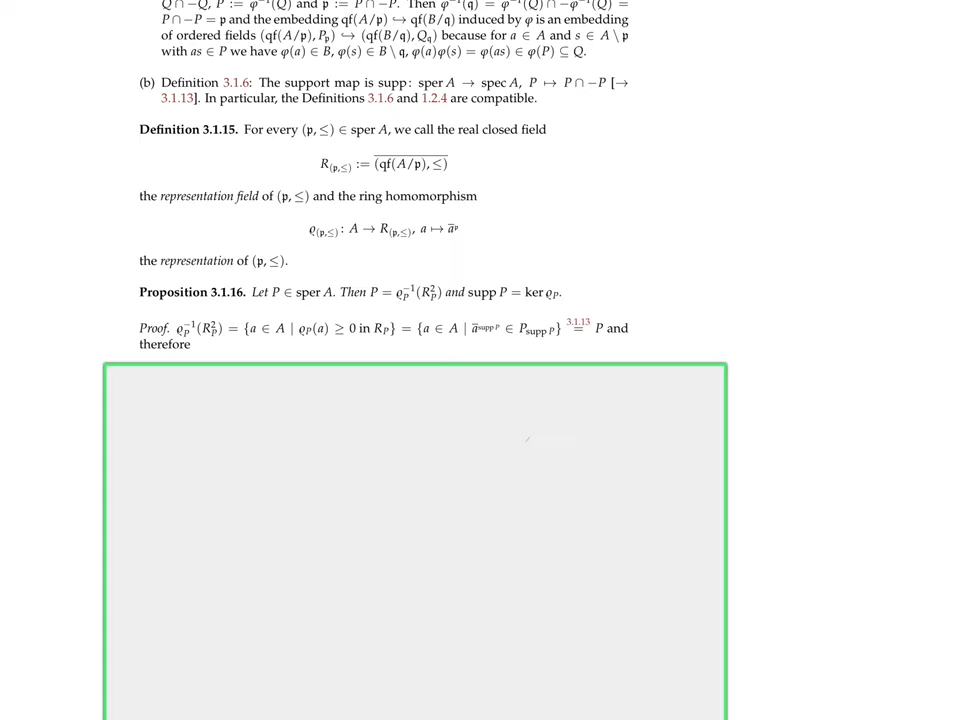 Q ∩ −Q, P := φ⁻¹(Q) and 𝔭 := P ∩ −P. Then φ⁻¹(𝔮) = φ⁻¹(Q) ∩ −φ⁻¹(Q) =
P ∩ −P = 𝔭 and the embedding qf(A/𝔭) ↪ qf(B/𝔮) induced by φ is an embedding
of ordered fields (qf(A/𝔭), P_𝔭) ↪ (qf(B/𝔮), Q_𝔮) because for a ∈ A and s ∈ A \ 𝔭
with as ∈ P we have φ(a) ∈ B, φ(s) ∈ B \ 𝔮, φ(a)φ(s) = φ(as) ∈ φ(P) ⊆ Q.
(b) Definition 3.1.6: The support map is supp: sper A → spec A, P ↦ P ∩ −P [→
3.1.13]. In particular, the Definitions 3.1.6 and 1.2.4 are compatible.
Definition 3.1.15. For every (𝔭, ≤) ∈ sper A, we call the real closed field
R_(𝔭,≤) := \overline{(qf(A/𝔭), ≤)}
the representation field of (𝔭, ≤) and the ring homomorphism
ϱ_(𝔭,≤) : A → R_(𝔭,≤), a ↦ a̅^𝔭
the representation of (𝔭, ≤).
Proposition 3.1.16. Let P ∈ sper A. Then P = ϱ_P⁻¹(R_P²) and supp P = ker ϱ_P.
Proof. ϱ_P⁻¹(R_P²) = {a ∈ A | ϱ_P(a) ≥ 0 in R_P} = {a ∈ A | a̅^{supp P} ∈ P_{supp P}} \overset{3.1.13}{=} P and
therefore